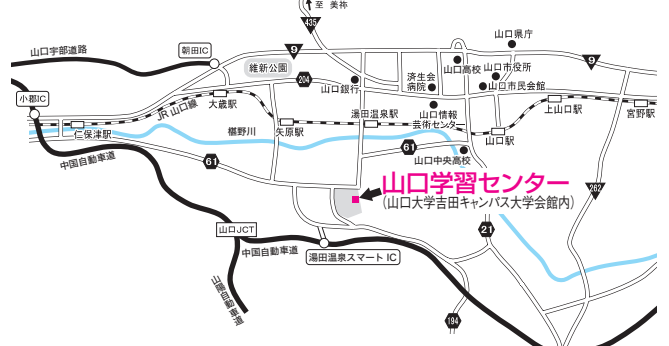 至 美祢
435
山口県庁
山口宇部道路
朝田IC
9
9
維新公園
204
山口銀行
済生会
病院
山口高校
山口市役所
山口市民会館
小郡IC
JR 山口線
大歳駅
湯田温泉駅
山口情報
芸術センター
上山口駅
宮野駅
仁保津駅
椹野川
矢原駅
山口駅
中国自動車道
61
61
山口中央高校
山口学習センター
(山口大学吉田キャンパス大学会館内)
262
山口JCT
21
中国自動車道
湯田温泉スマート IC
山陽自動車道
194